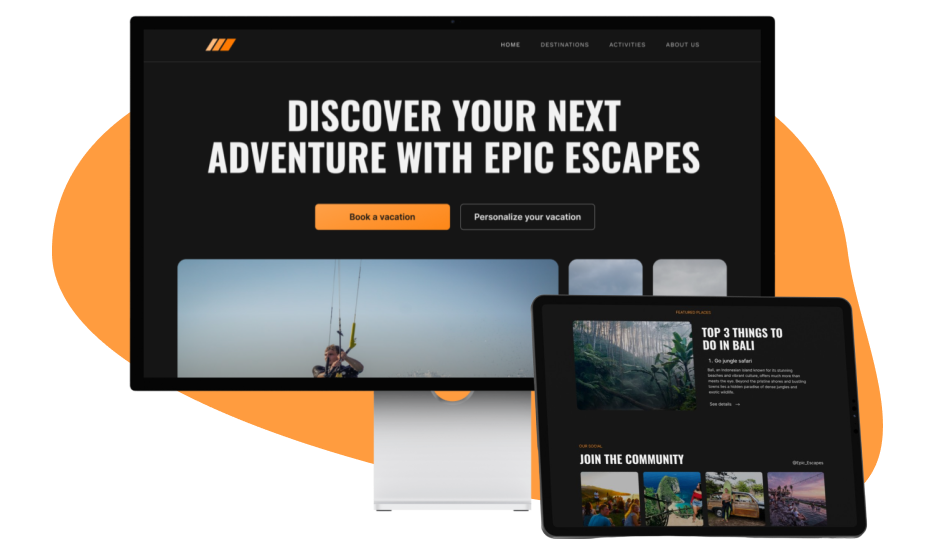 HOME
DESTINATIONS
ACTIVITIES
ABOUT US
DISCOVER YOUR NEXT
ADVENTURE WITH EPIC ESCAPES
Book a vacation
Personalize your vacation
FEATURED PLACES
TOP 3 THINGS TO
DO IN BALI
1. Go jungle safari
Bali, an Indonesian island known for its stunning
beaches and vibrant culture, offers much more than
meets the eye. Beyond the pristine shores and bustling
towns lies a hidden paradise of dense jungles and
exotic wildlife.
See details →
OUR SOCIAL
JOIN THE COMMUNITY
@Epic_Escapes